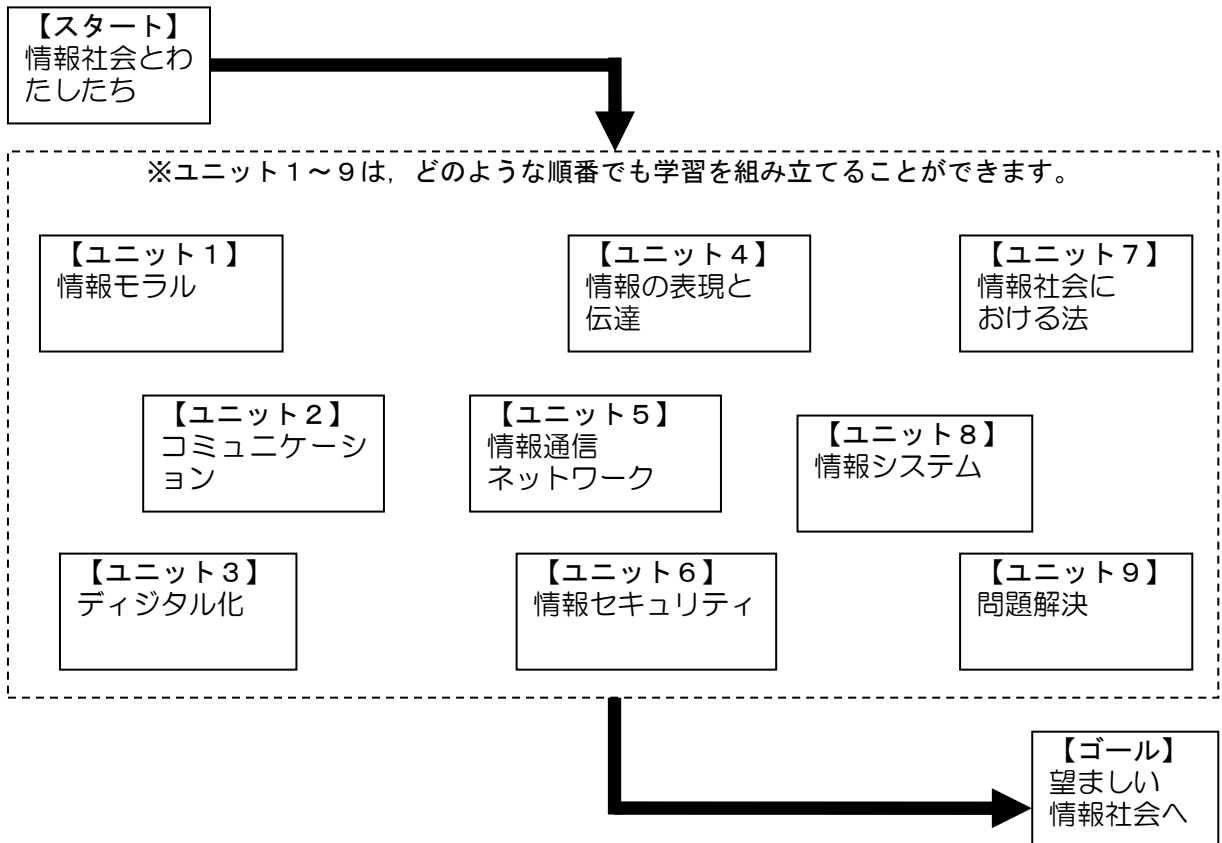 【スタート】
情報社会とわ
たしたち
※ユニット１～９は，どのような順番でも学習を組み立てることができます。
【ユニット１】
情報モラル
【ユニット４】
情報の表現と
伝達
【ユニット７】
情報社会に
おける法
【ユニット２】
コミュニケーシ
ョン
【ユニット５】
情報通信
ネットワーク
【ユニット８】
情報システム
【ユニット３】
ディジタル化
【ユニット６】
情報セキュリティ
【ユニット９】
問題解決
【ゴール】
望ましい
情報社会へ